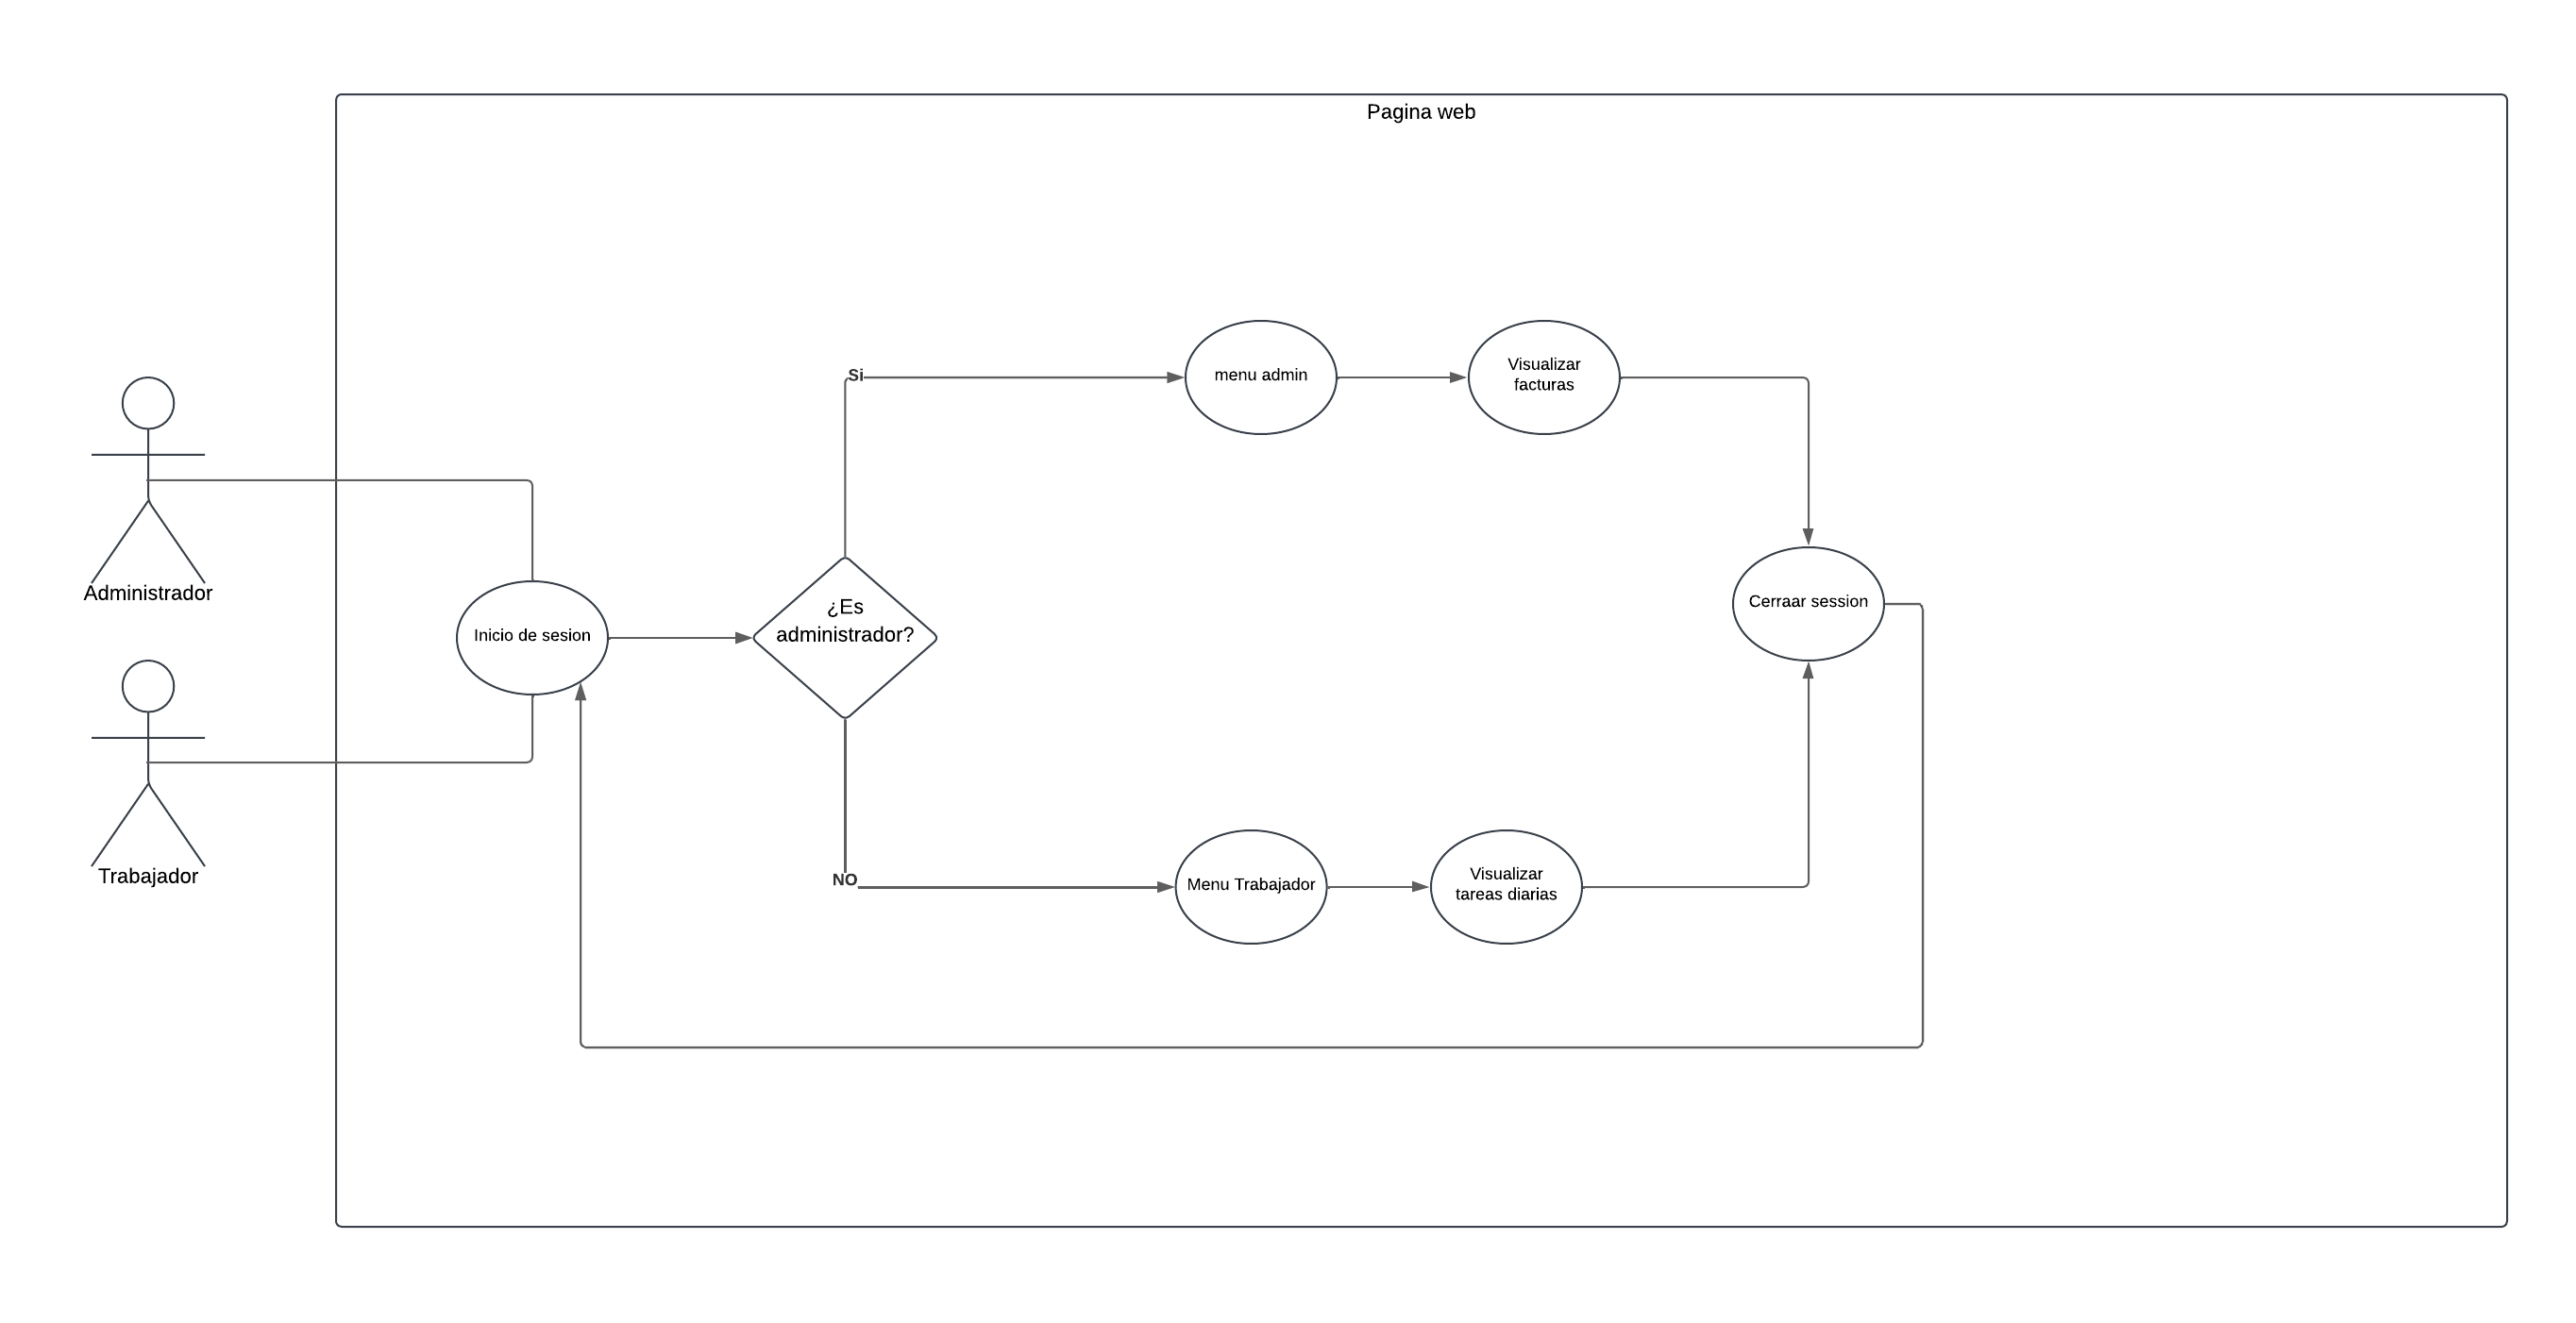 Pagina web
Si
menu admin
Visualizar
facturas
Administrador
Inicio de sesion
¿Es
administrador?
Cerraar session
Trabajador
NO
Menu Trabajador
Visualizar
tareas diarias